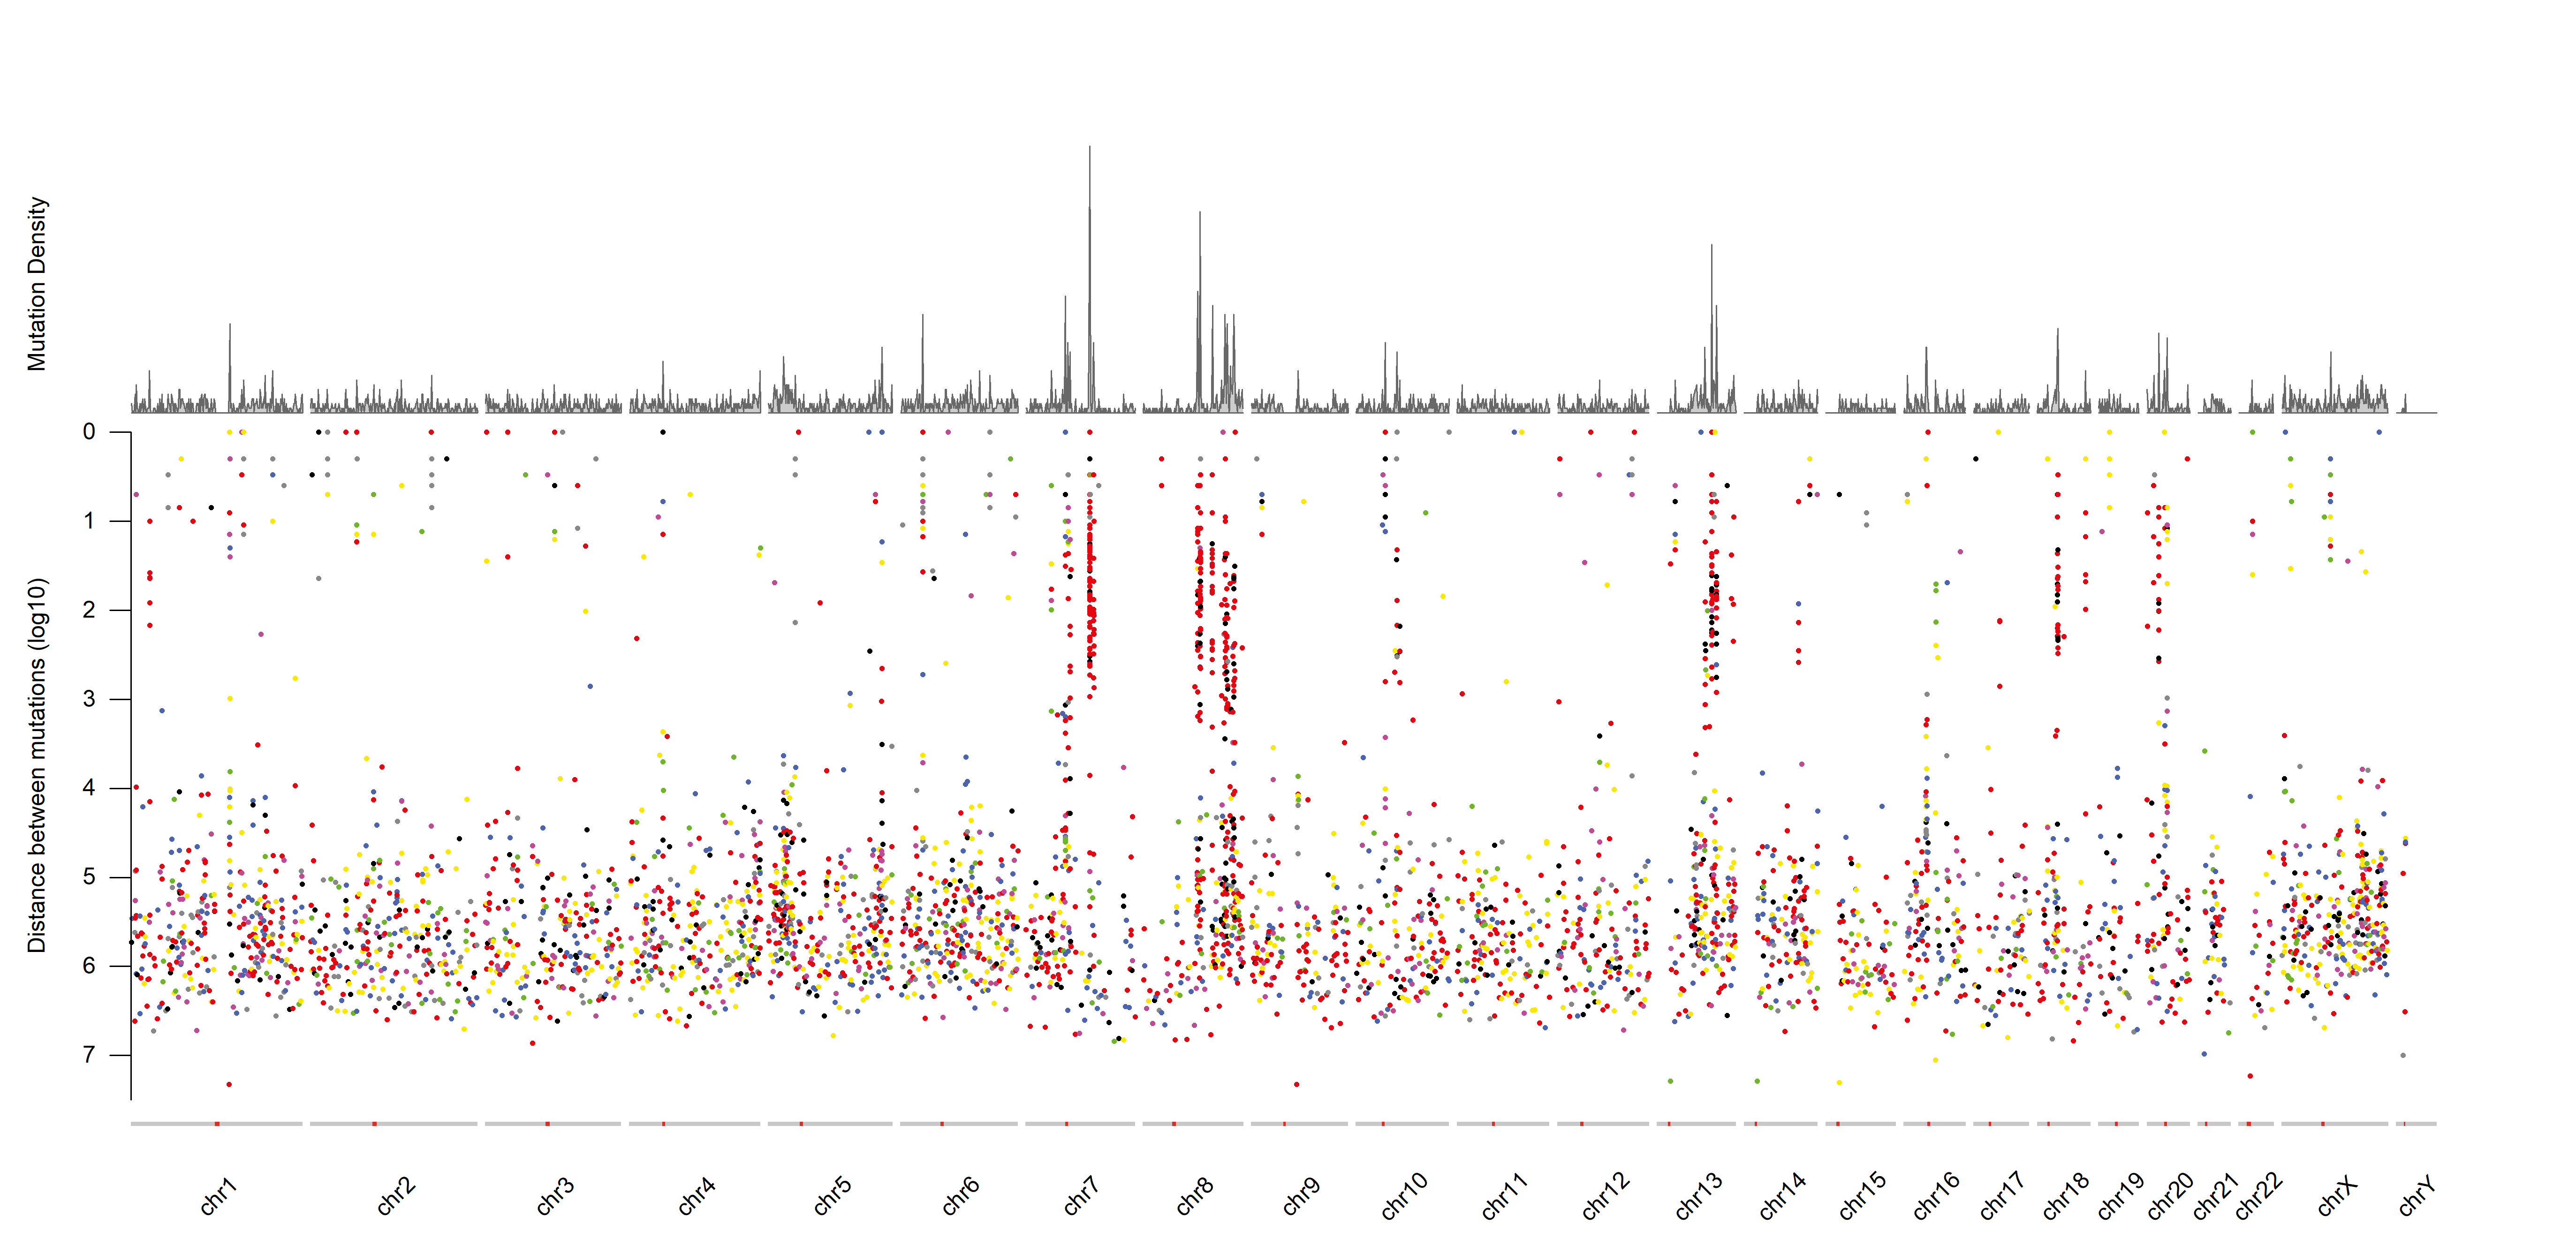 Mutation Density
Distance between mutations (log10)
0
1
2
3
4
5
6
7
chr1
chr2
chr3
chr4
chr5
chr6
chr7
chr8
chr9
chr10
chr11
chr12
chr13
chr14
chr15
chr16
chr17
chr18
chr19
chr20
chr21
chr22
chrX
chrY